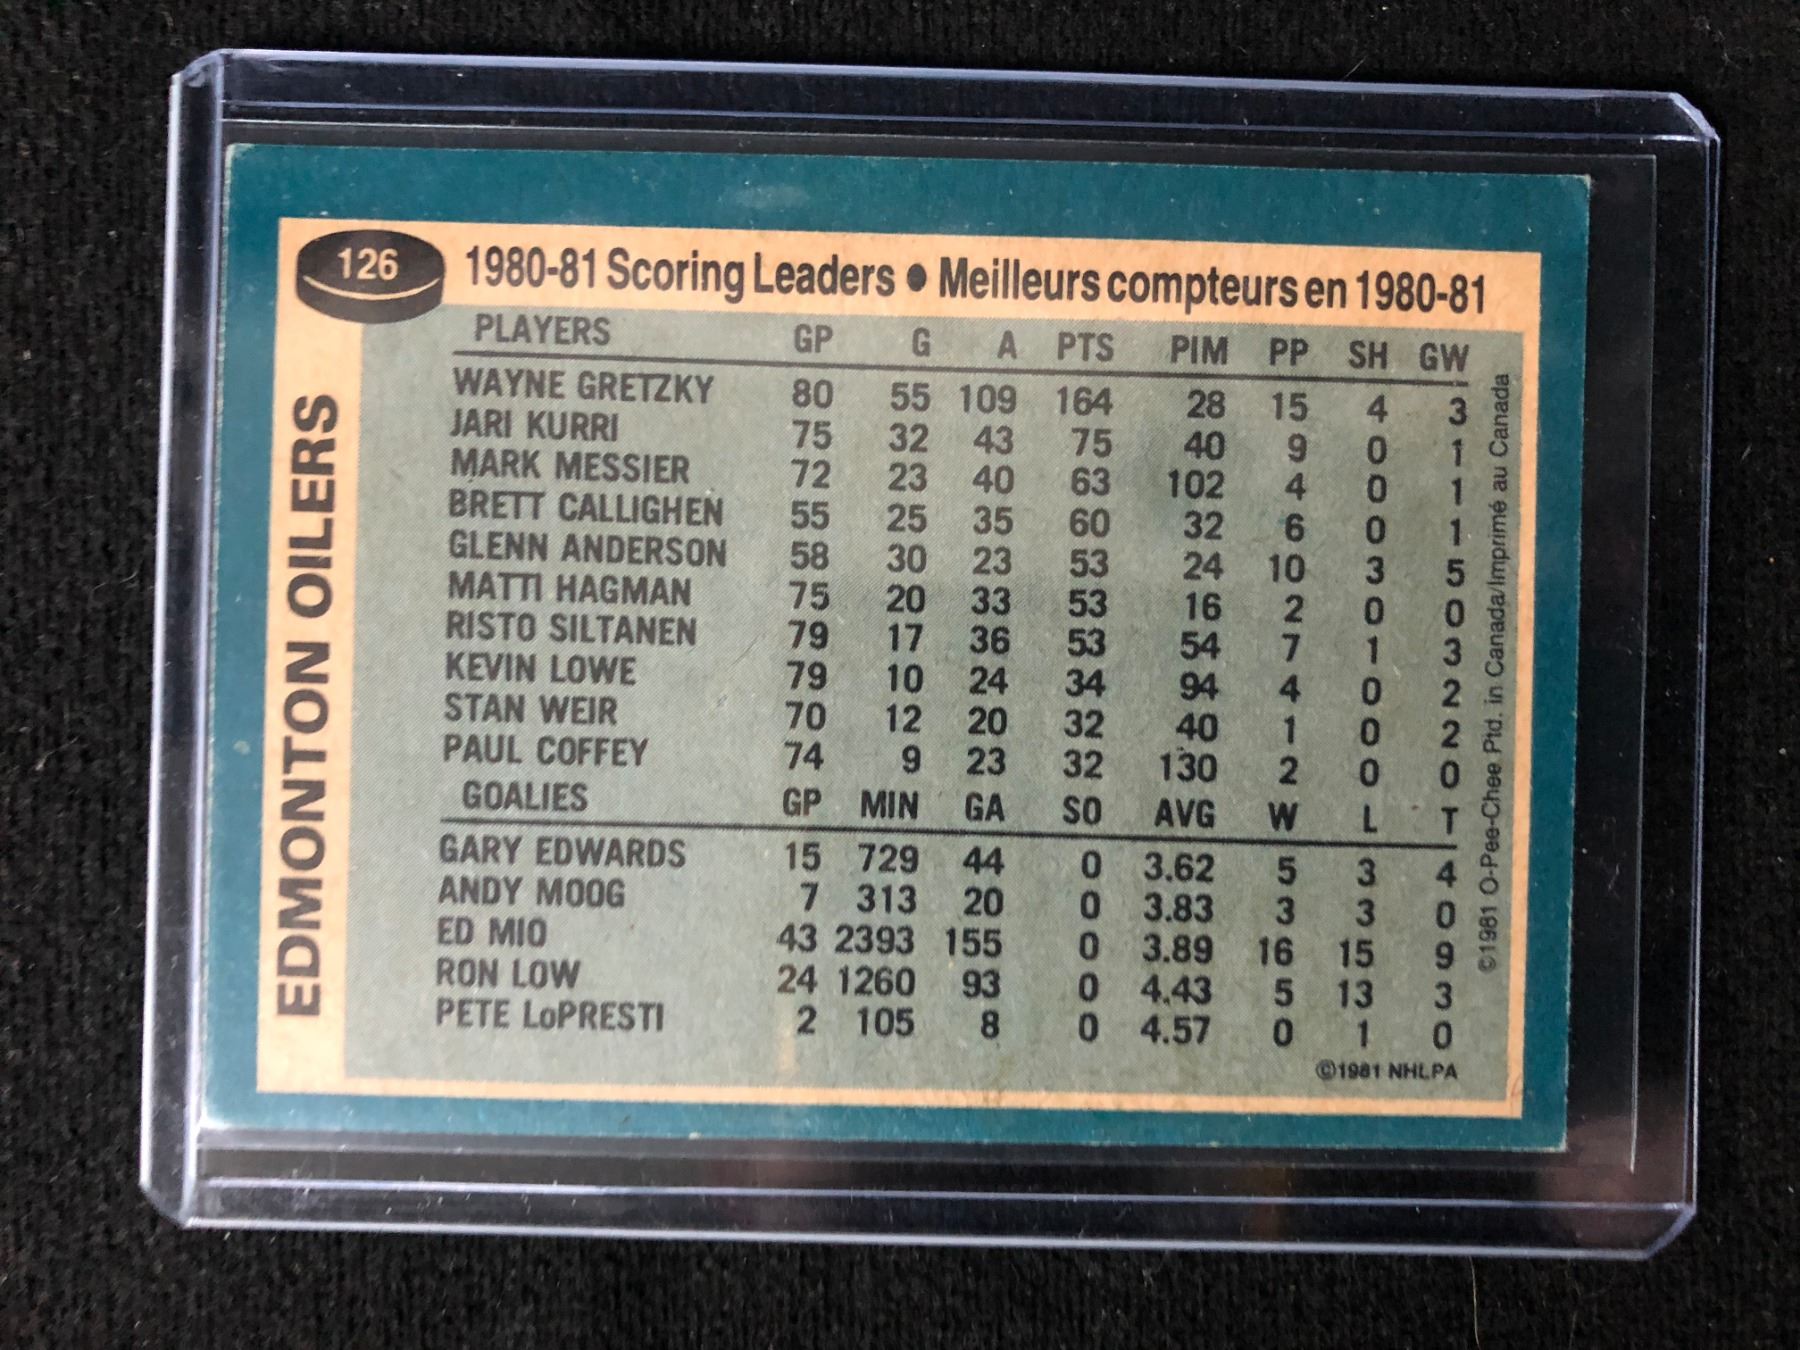 126
1980-81 Scoring Leaders • Meilleurs compteurs en 1980-81
EDMONTON OILERS
PLAYERS GP G A PTS PIM PP SH GW
WAYNE GRETZKY 80 55 109 164 28 15 4 3
JARI KURRI 75 32 43 75 40 9 0 1
MARK MESSIER 72 23 40 63 102 4 0 1
BRETT CALLIGHEN 55 25 35 60 32 6 0 1
GLENN ANDERSON 58 30 23 53 24 10 3 5
MATTI HAGMAN 75 20 33 53 16 2 0 0
RISTO SILTANEN 79 17 36 53 54 7 1 3
KEVIN LOWE 79 10 24 34 94 4 0 2
STAN WEIR 70 12 20 32 40 1 0 2
PAUL COFFEY 74 9 23 32 130 2 0 0
GOALIES GP MIN GA SO AVG W L T
GARY EDWARDS 15 729 44 0 3.62 5 3 4
ANDY MOOG 7 313 20 0 3.83 3 3 0
ED MIO 43 2393 155 0 3.89 16 15 9
RON LOW 24 1260 93 0 4.43 5 13 3
PETE LoPRESTI 2 105 8 0 4.57 0 1 0
©1981 NHLPA
©1981 O-Pee-Chee Ptd. in Canada/Imprimé au Canada